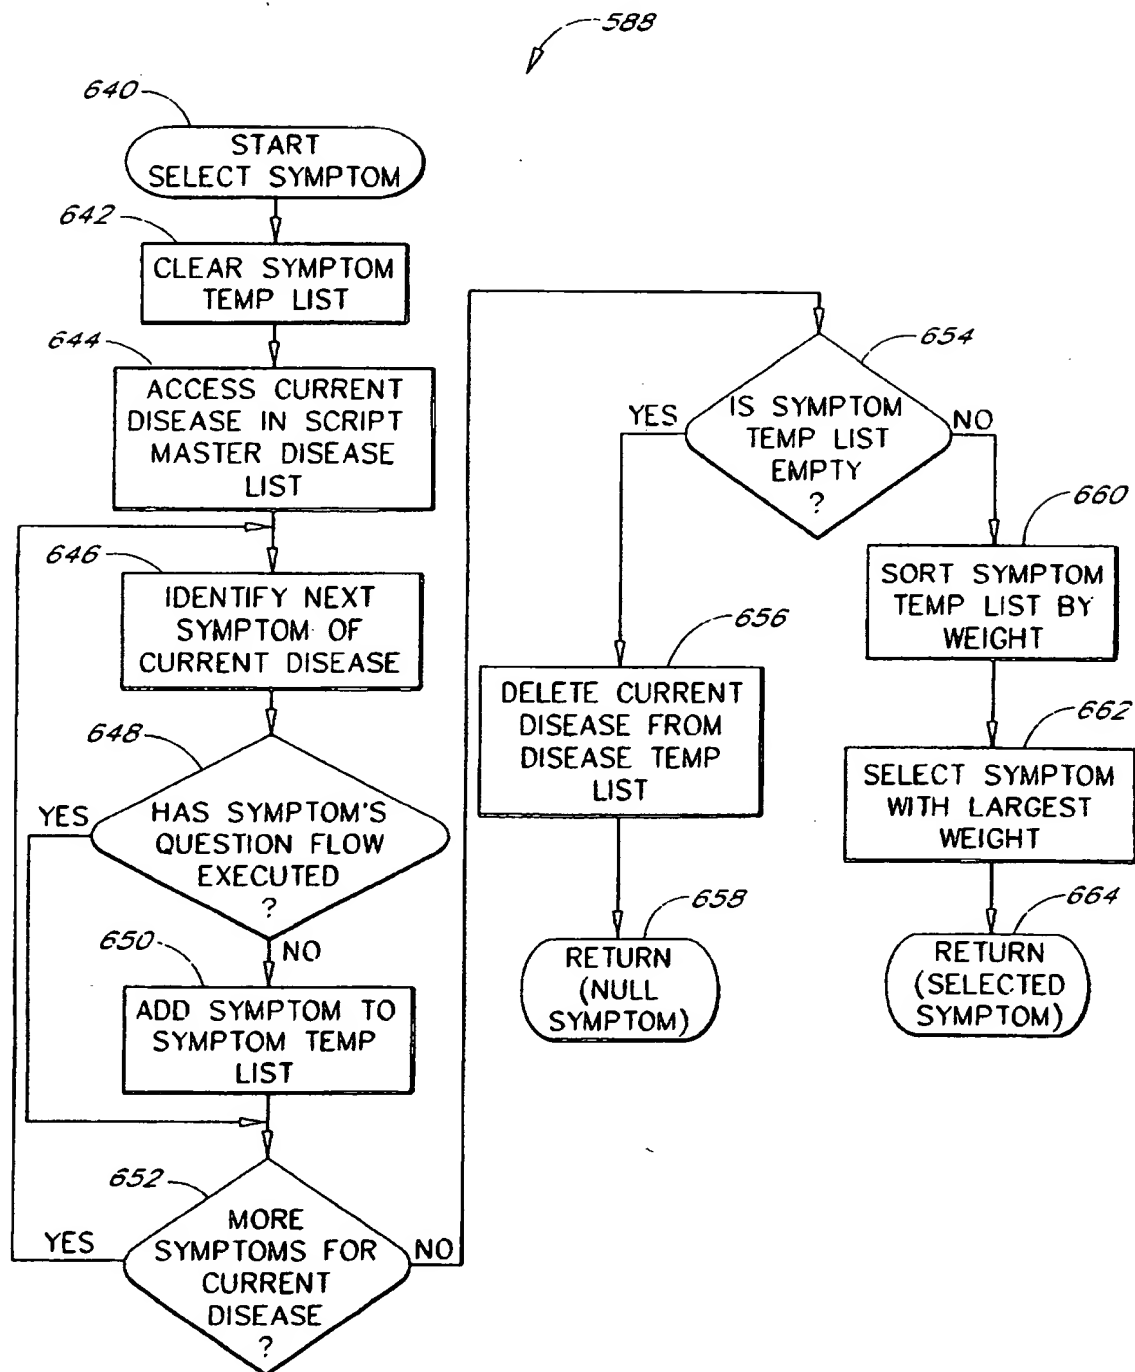 588
640
START
SELECT SYMPTOM
642
CLEAR SYMPTOM
TEMP LIST
644
ACCESS CURRENT
DISEASE IN SCRIPT
MASTER DISEASE
LIST
646
IDENTIFY NEXT
SYMPTOM OF
CURRENT DISEASE
648
YES
HAS SYMPTOM'S
QUESTION FLOW
EXECUTED
?
NO
650
ADD SYMPTOM TO
SYMPTOM TEMP
LIST
652
YES
MORE
SYMPTOMS FOR
CURRENT
DISEASE
?
NO
654
YES
IS SYMPTOM
TEMP LIST
EMPTY
?
NO
656
DELETE CURRENT
DISEASE FROM
DISEASE TEMP
LIST
658
RETURN
(NULL
SYMPTOM)
660
SORT SYMPTOM
TEMP LIST BY
WEIGHT
662
SELECT SYMPTOM
WITH LARGEST
WEIGHT
664
RETURN
(SELECTED
SYMPTOM)